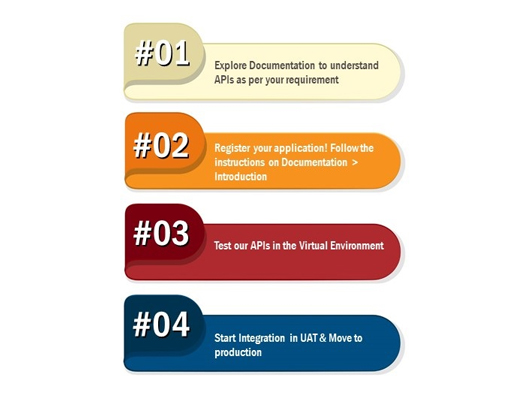 #01
Explore Documentation to understand
APIs as per your requirement
#02
Register your application! Follow the
instructions on Documentation >
Introduction
#03
Test our APIs in the Virtual Environment
#04
Start Integration in UAT & Move to
production